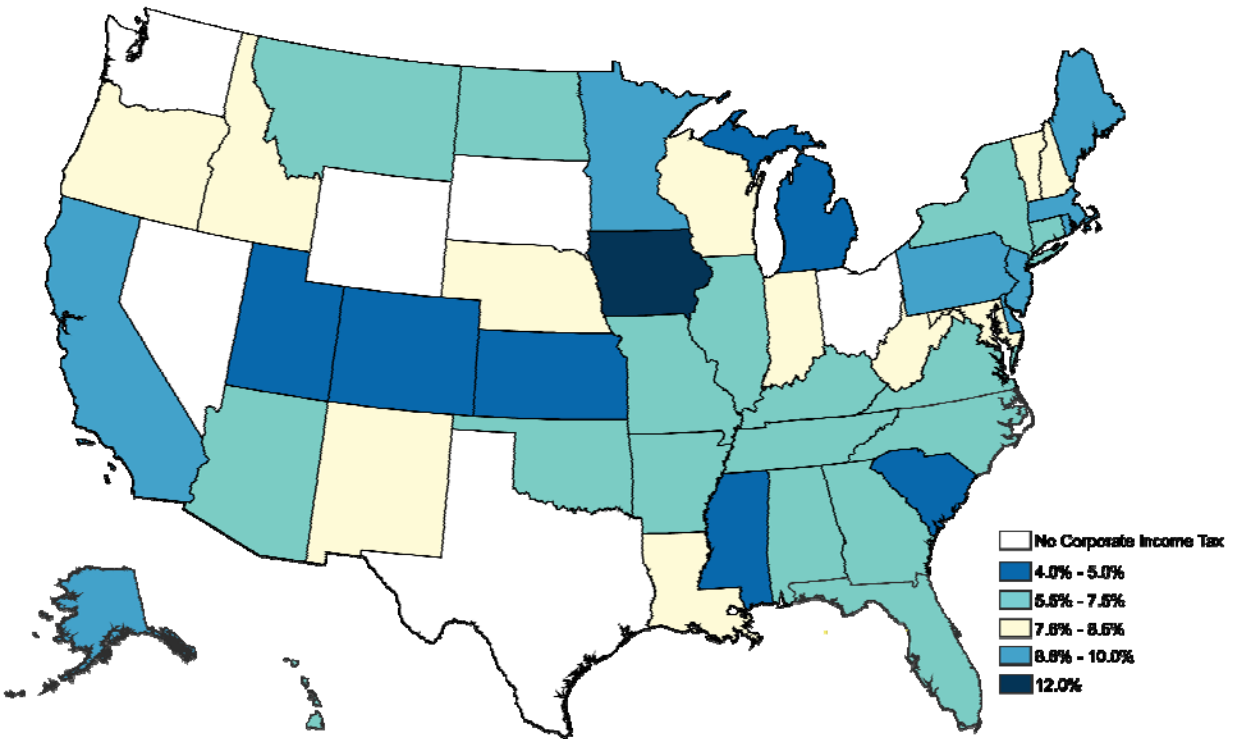 No Corporate Income Tax
4.0% - 5.0%
5.5% - 7.5%
7.6% - 8.5%
8.8% - 10.0%
12.0%